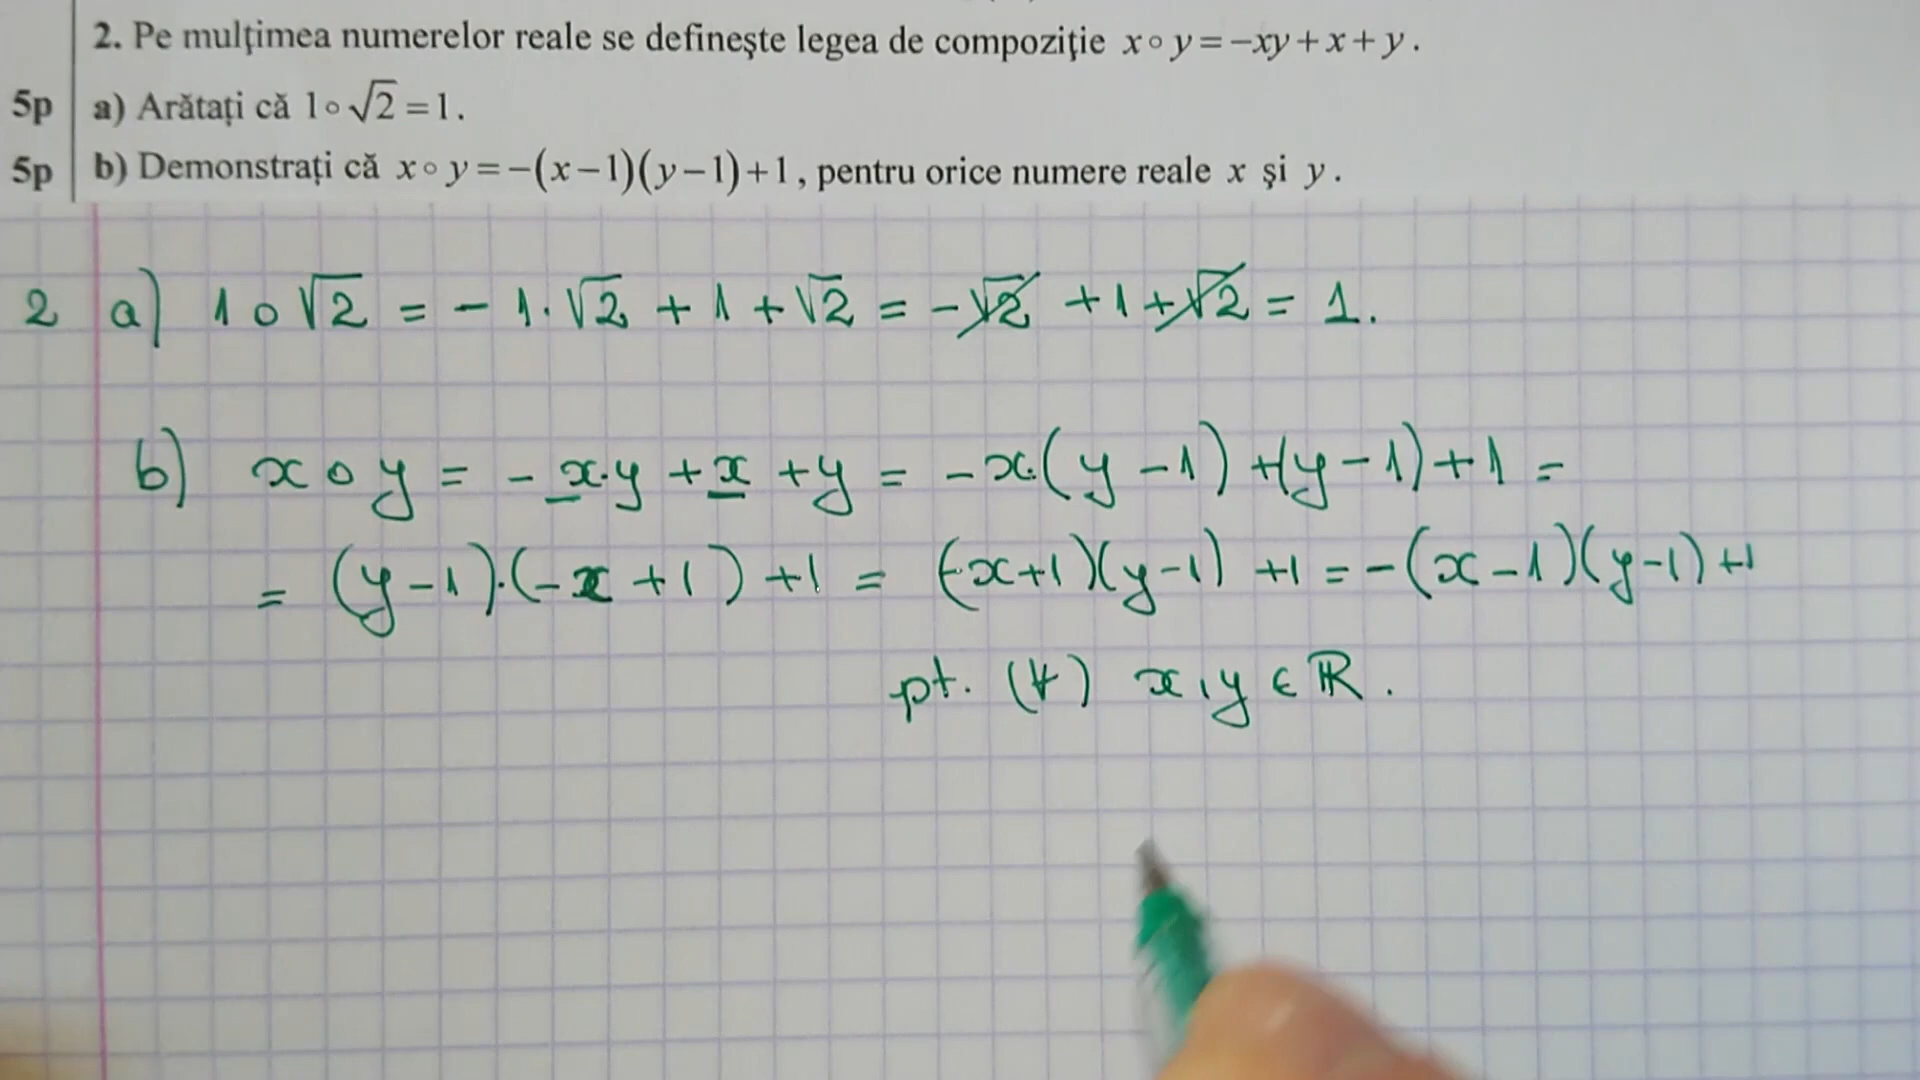 2. Pe mulţimea numerelor reale se defineşte legea de compoziţie x∘y=−xy+x+y.
5p a) Arătați că 1∘√2=1.
5p b) Demonstrați că x∘y=−(x−1)(y−1)+1, pentru orice numere reale x şi y.
2 a) 1∘√2 = −1·√2 + 1 + √2 = −√2 +1+√2 = 1.
b) x∘y = −x·y +x +y = −x·(y−1)+(y−1)+1 =
= (y−1)·(−x+1)+1 = (−x+1)(y−1)+1 = −(x−1)(y−1)+1
pt. (∀) x,y ∈ ℝ.